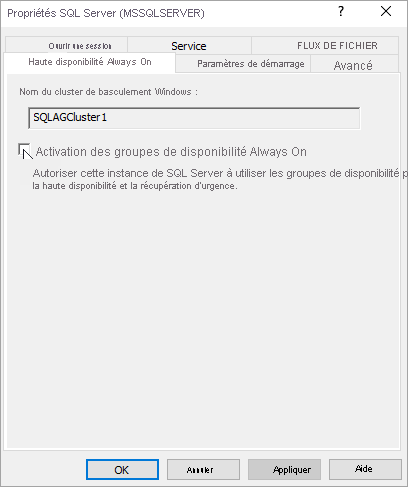 Propriétés SQL Server (MSSQLSERVER)
?
Ouvrir une session Service FLUX DE FICHIER
Haute disponibilité Always On Paramètres de démarrage Avancé
Nom du cluster de basculement Windows :
SQLAGCluster1
Activation des groupes de disponibilité Always On
Autoriser cette instance de SQL Server à utiliser les groupes de disponibilité p
la haute disponibilité et la récupération d'urgence.
OK Annuler Appliquer Aide